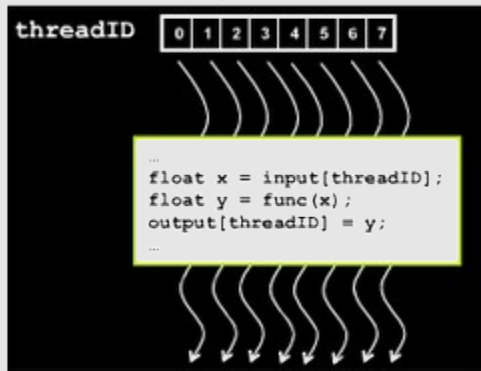 threadID 0 1 2 3 4 5 6 7
...
float x = input[threadID];
float y = func(x);
output[threadID] = y;
...